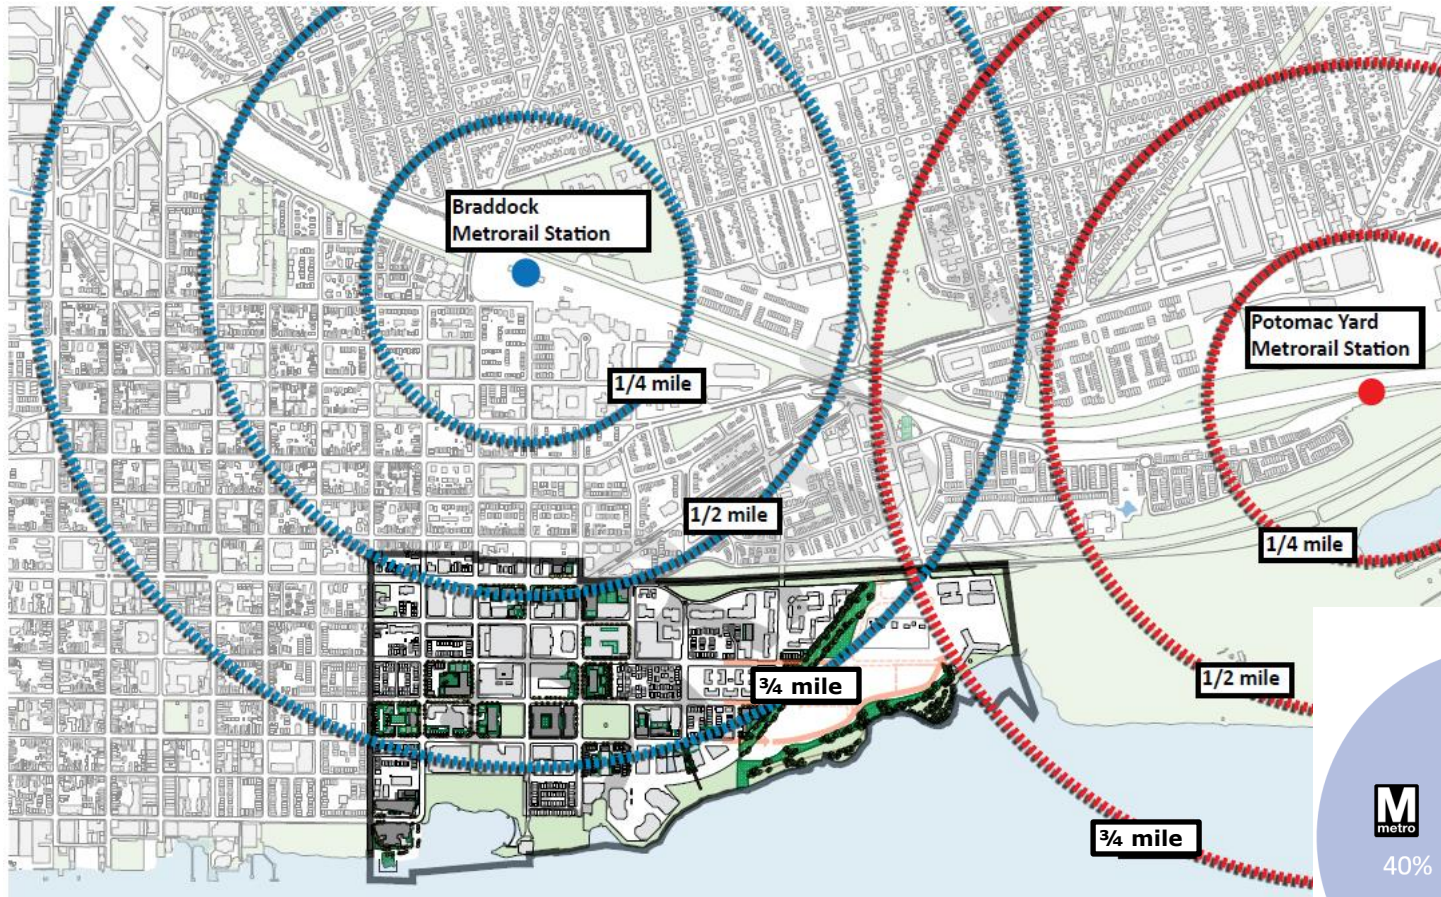 Braddock
Metrorail Station
Potomac Yard
Metrorail Station
1/4 mile
1/2 mile
1/4 mile
¾ mile
1/2 mile
¾ mile
M
metro
40%